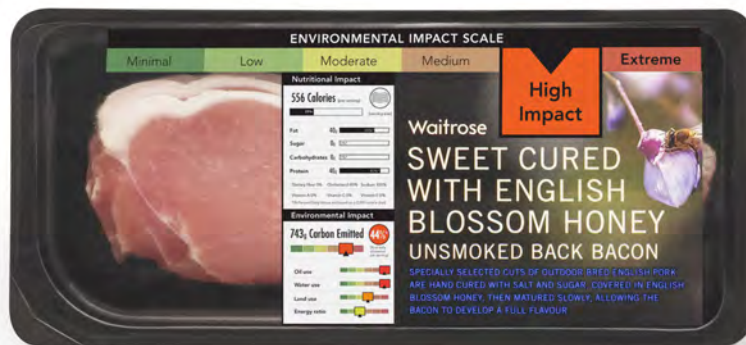 ENVIRONMENTAL IMPACT SCALE
Minimal Low Moderate Medium High Impact Extreme
Nutritional Impact
556 Calories
Fat
Sugar
Carbohydrates
Protein
Environmental Impact
743g Carbon Emitted 44%
Oil use
Water use
Land use
Energy ratio
Waitrose
SWEET CURED
WITH ENGLISH
BLOSSOM HONEY
UNSMOKED BACK BACON
SPECIALLY SELECTED CUTS OF OUTDOOR BRED ENGLISH PORK
ARE HAND CURED WITH SALT AND SUGAR, COVERED IN ENGLISH
BLOSSOM HONEY, THEN MATURED SLOWLY, ALLOWING THE
BACON TO DEVELOP A FULL FLAVOUR